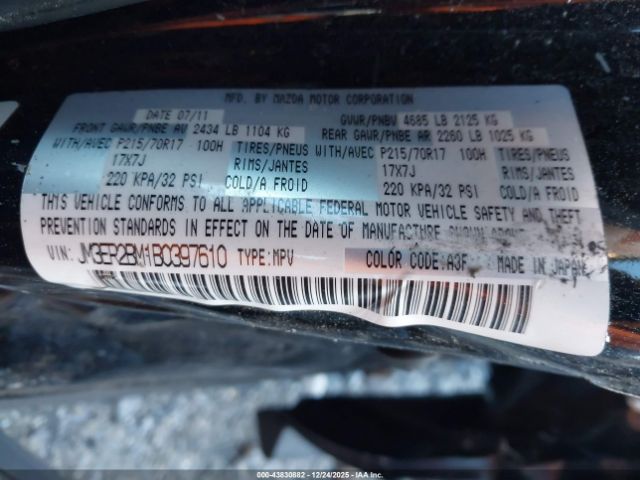 MFD. BY MAZDA MOTOR CORPORATION
DATE 07/11 GVWR/PNBV 4685 LB 2125 KG
FRONT GAWR/PNBE AV 2434 LB 1104 KG REAR GAWR/PNBE AR 2260 LB 1025 KG
WITH/AVEC P215/70R17 100H TIRES/PNEUS WITH/AVEC P215/70R17 100H TIRES/PNEUS
17X7J RIMS/JANTES 17X7J RIMS/JANTES
220 KPA/32 PSI COLD/A FROID 220 KPA/32 PSI COLD/A FROID
THIS VEHICLE CONFORMS TO ALL APPLICABLE FEDERAL MOTOR VEHICLE SAFETY AND THEFT
PREVENTION STANDARDS IN EFFECT ON THE DATE OF MANUFACTURE SHOWN ABOVE
VIN: JM3ER2BM1B0397610 TYPE:MPV COLOR CODE:A3F MADE IN JAPAN
000-43830882 | 12/24/2025 - IAAI